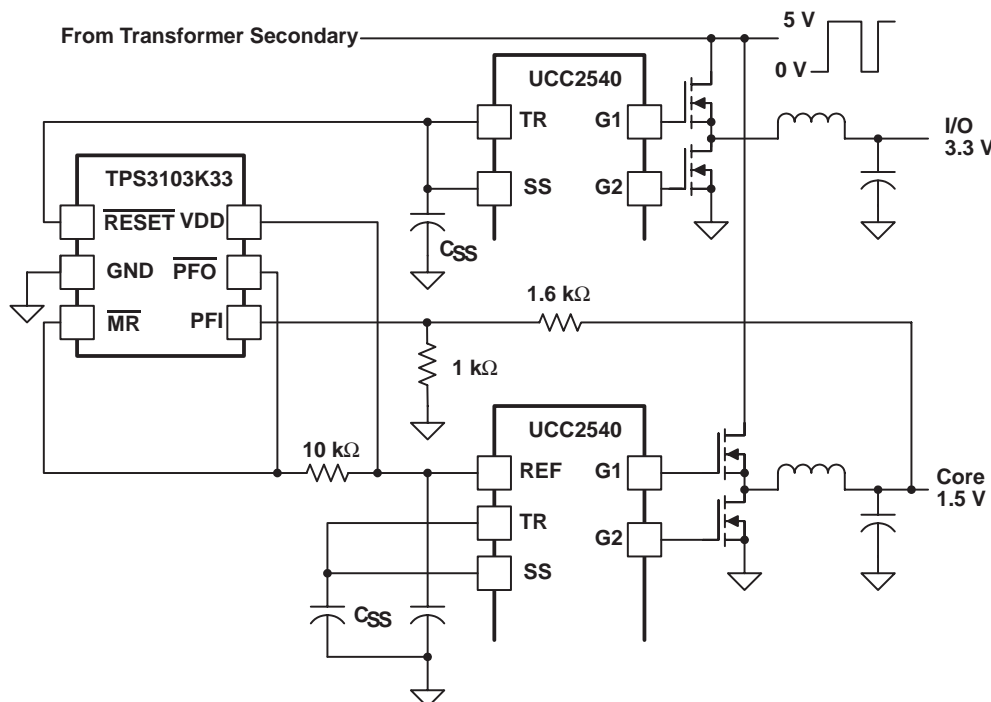 From Transformer Secondary
5 V
0 V
UCC2540
TR
G1
SS
G2
I/O
3.3 V
TPS3103K33
RESET VDD
GND PFO
MR PFI
CSS
1.6 kΩ
1 kΩ
UCC2540
10 kΩ
REF
G1
TR
G2
SS
Core
1.5 V
CSS